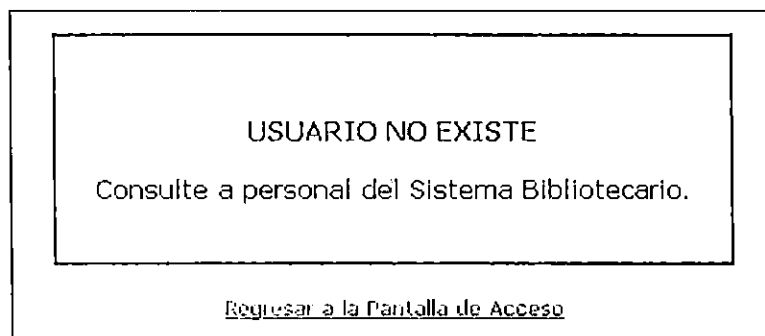 USUARIO NO EXISTE
Consulte a personal del Sistema Bibliotecario.
Regresar a la Pantalla de Acceso